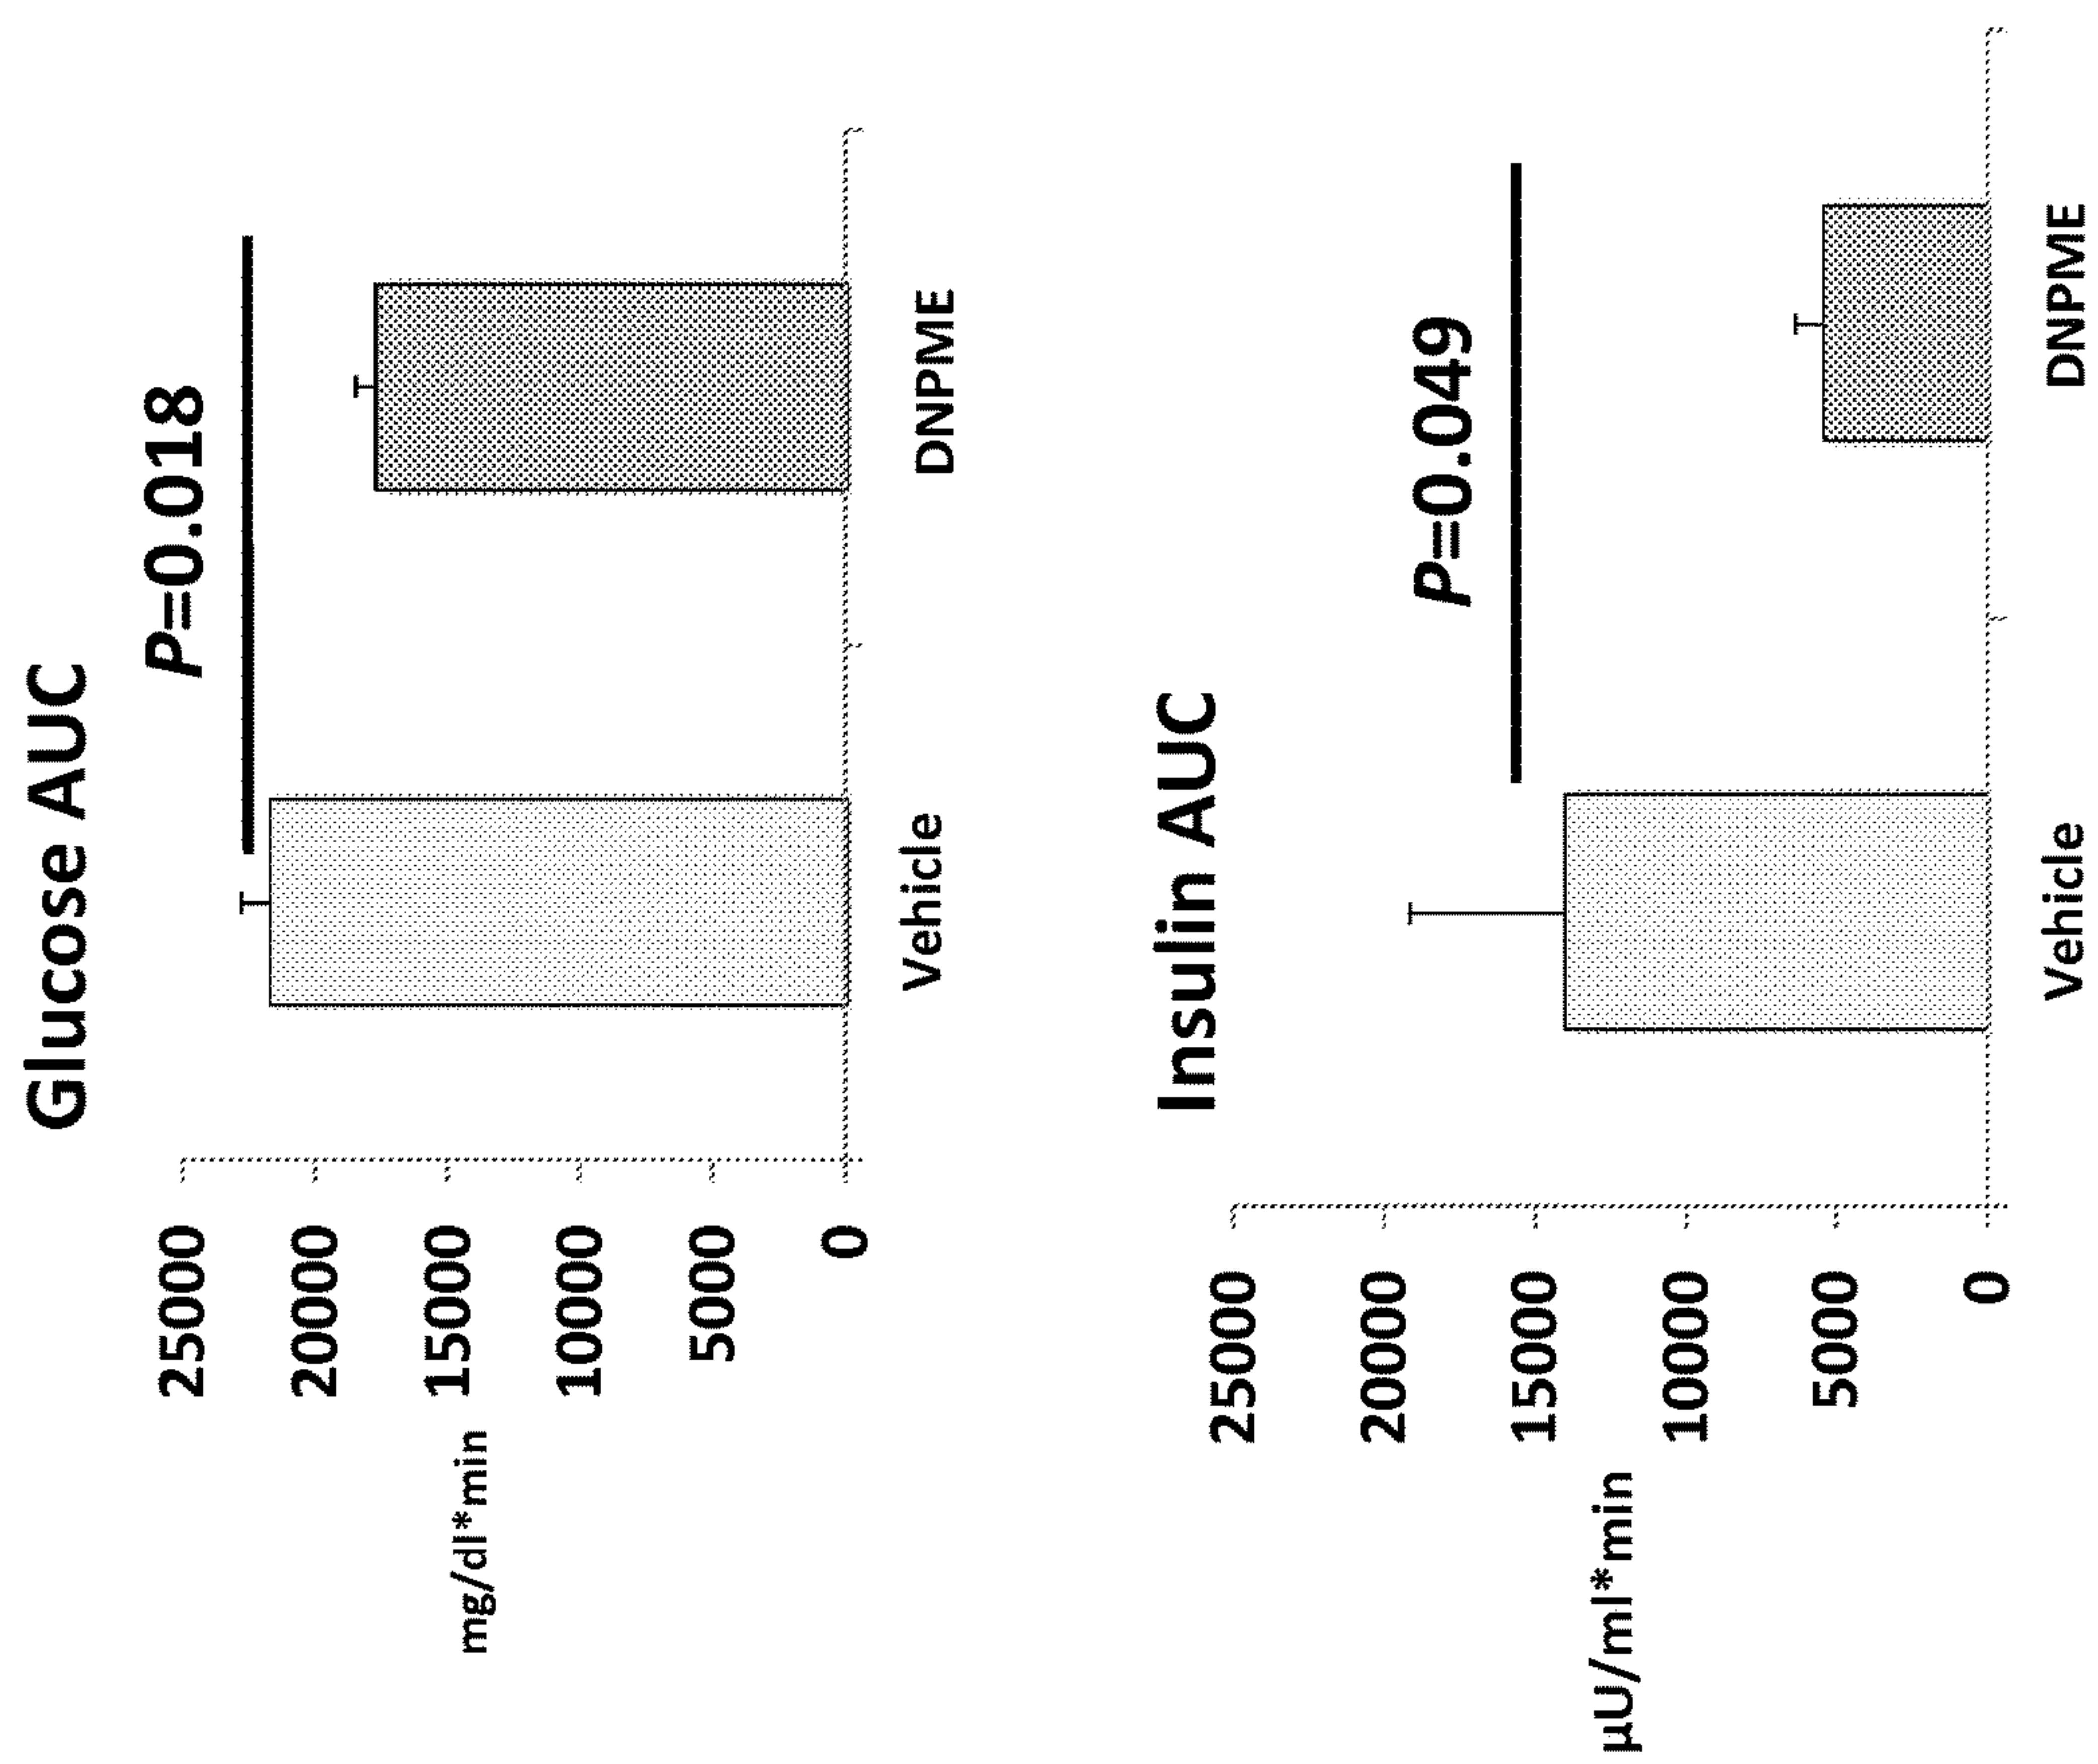 Glucose AUC
P=0.018
25000
20000
15000
10000
5000
0
mg/dl*min
Vehicle
DNPME
Insulin AUC
P=0.049
25000
20000
15000
10000
5000
0
µU/ml*min
Vehicle
DNPME